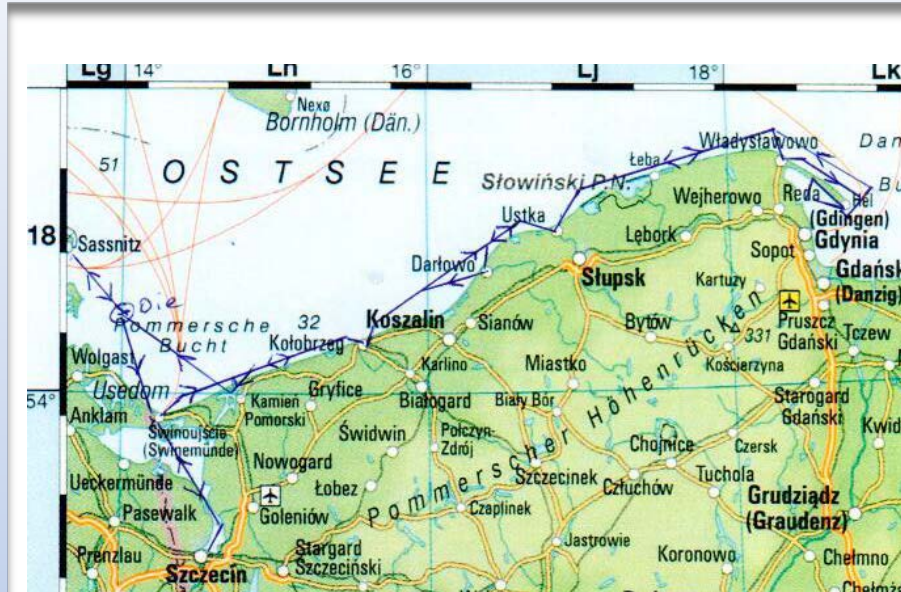 Lg
14°
Lh
16°
Lj
18°
Lk
Nexø
Bornholm (Dän.)
51
OSTSEE
Władysławowo
Łeba
Słowiński P.N.
Wejherowo
Reda
Hel
(Gdingen)
Gdynia
Ustka
Lębork
Sopot
18
Sassnitz
Darłowo
Słupsk
Kartuzy
Gdańsk
(Danzig)
Oie
Pommersche
Bucht
32
Koszalin
Sianów
Bytów
331
Pruszcz
Gdański
Tczew
Kołobrzeg
Wolgast
Karlino
Miastko
Kościerzyna
Usedom
54°
Gryfice
Białogard
Biały Bór
Starogard
Gdański
Kamień
Pomorski
Anklam
Świnoujście
(Swinemünde)
Świdwin
Połczyn-
Zdrój
Pommerscher Höhenrücken
Chojnice
Czersk
Kwid
Nowogard
Ueckermünde
Łobez
Szczecinek
Człuchów
Tuchola
Grudziądz
(Graudenz)
Pasewalk
Goleniów
Czaplinek
Jastrowie
Prenzlau
Szczecin
Stargard
Szczeciński
Koronowo
Chełmno